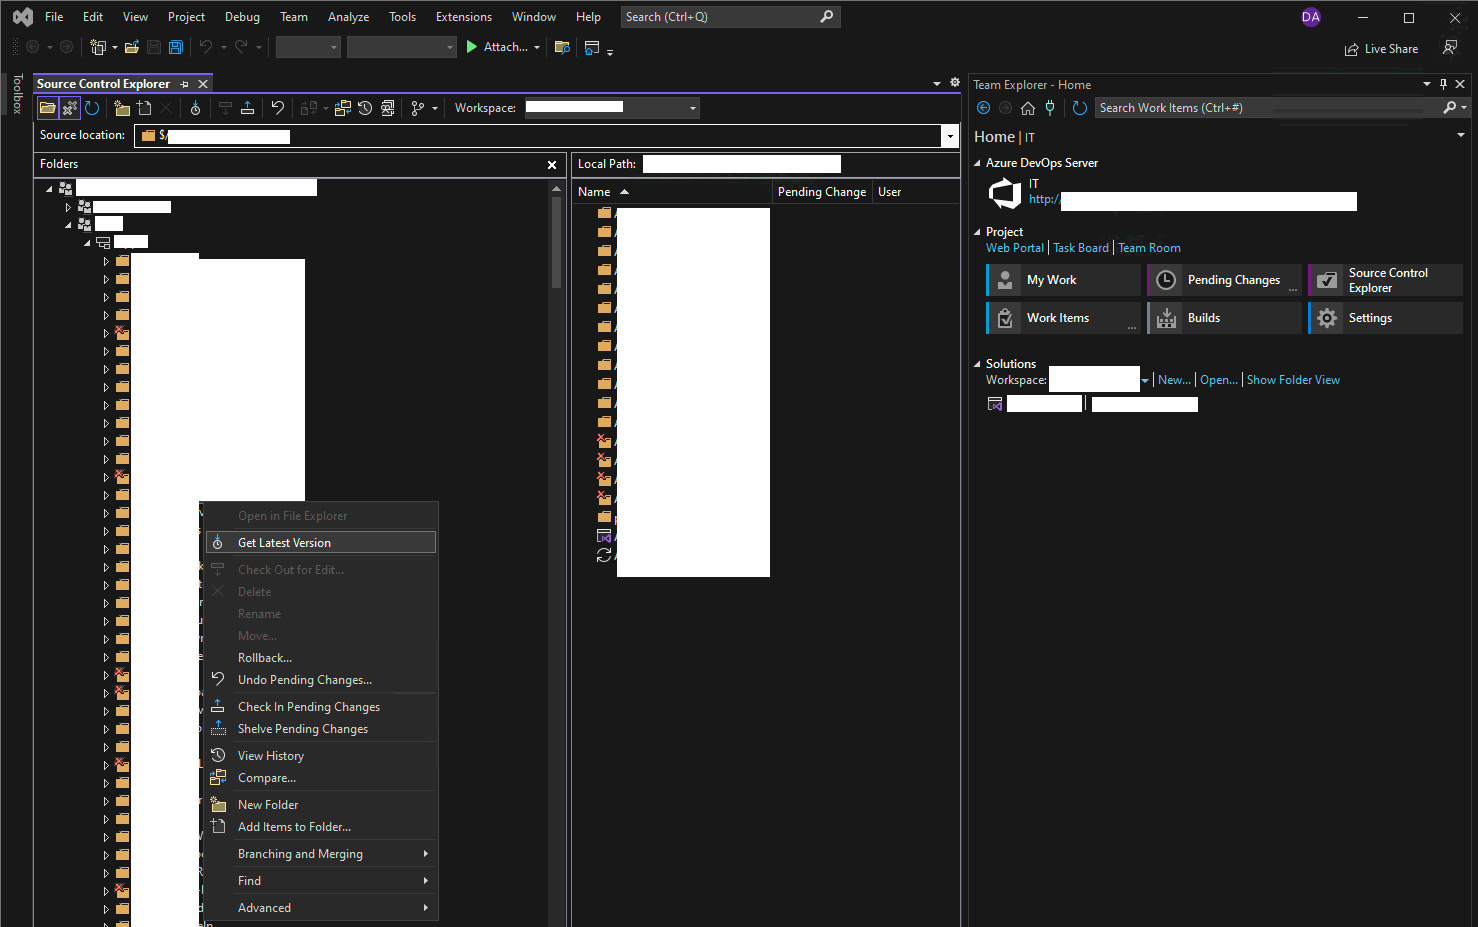 File Edit View Project Debug Team Analyze Tools Extensions Window Help Search (Ctrl+Q) DA
Attach... Live Share
Toolbox
Source Control Explorer
Workspace:
Source location: $/
Folders
Local Path:
Name Pending Change User
Open in File Explorer
Get Latest Version
Check Out for Edit...
Delete
Rename
Move...
Rollback...
Undo Pending Changes...
Check In Pending Changes
Shelve Pending Changes
View History
Compare...
New Folder
Add Items to Folder...
Branching and Merging
Find
Advanced
Team Explorer - Home
Search Work Items (Ctrl+#)
Home | IT
Azure DevOps Server
IT
http:/
Project
Web Portal | Task Board | Team Room
My Work Pending Changes ... Source Control Explorer
Work Items ... Builds Settings
Solutions
Workspace: | New... | Open... | Show Folder View